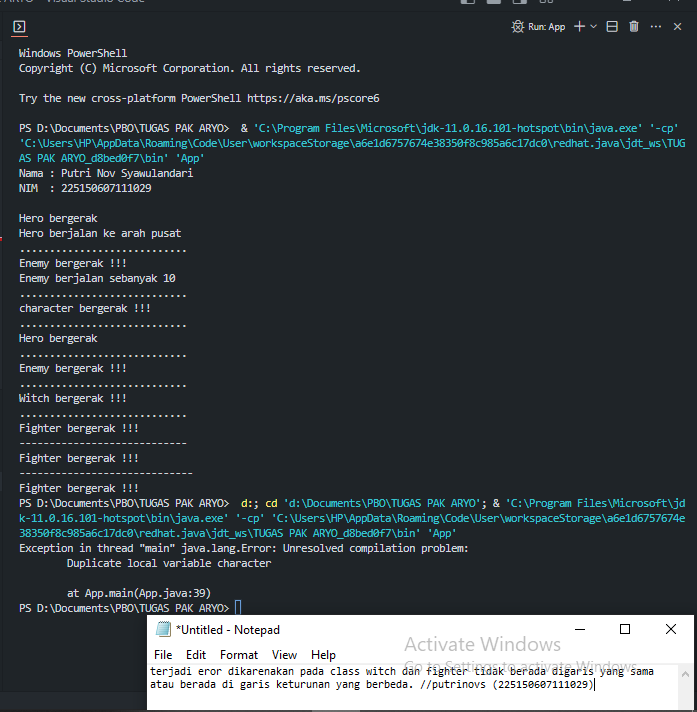 ARYO - Visual Studio Code
Run: App
Windows PowerShell
Copyright (C) Microsoft Corporation. All rights reserved.
Try the new cross-platform PowerShell https://aka.ms/pscore6
PS D:\Documents\PBO\TUGAS PAK ARYO>  & 'C:\Program Files\Microsoft\jdk-11.0.16.101-hotspot\bin\java.exe' '-cp'
'C:\Users\HP\AppData\Roaming\Code\User\workspaceStorage\a6e1d6757674e38350f8c985a6c17dc0\redhat.java\jdt_ws\TUG
AS PAK ARYO_d8bed0f7\bin' 'App'
Nama : Putri Nov Syawulandari
NIM  : 225150607111029
Hero bergerak
Hero berjalan ke arah pusat
............................
Enemy bergerak !!!
Enemy berjalan sebanyak 10
............................
character bergerak !!!
............................
Hero bergerak
............................
Enemy bergerak !!!
............................
Witch bergerak !!!
............................
Fighter bergerak !!!
----------------------------
Fighter bergerak !!!
-----------------------------
Fighter bergerak !!!
PS D:\Documents\PBO\TUGAS PAK ARYO>  d:; cd 'd:\Documents\PBO\TUGAS PAK ARYO'; & 'C:\Program Files\Microsoft\jd
k-11.0.16.101-hotspot\bin\java.exe' '-cp' 'C:\Users\HP\AppData\Roaming\Code\User\workspaceStorage\a6e1d6757674e
38350f8c985a6c17dc0\redhat.java\jdt_ws\TUGAS PAK ARYO_d8bed0f7\bin' 'App'
Exception in thread "main" java.lang.Error: Unresolved compilation problem:
        Duplicate local variable character
        at App.main(App.java:39)
PS D:\Documents\PBO\TUGAS PAK ARYO>
*Untitled - Notepad
File Edit Format View Help
Activate Windows
Go to Settings to activate Windows.
terjadi eror dikarenakan pada class witch dan fighter tidak berada digaris yang sama
atau berada di garis keturunan yang berbeda. //putrinovs (225150607111029)